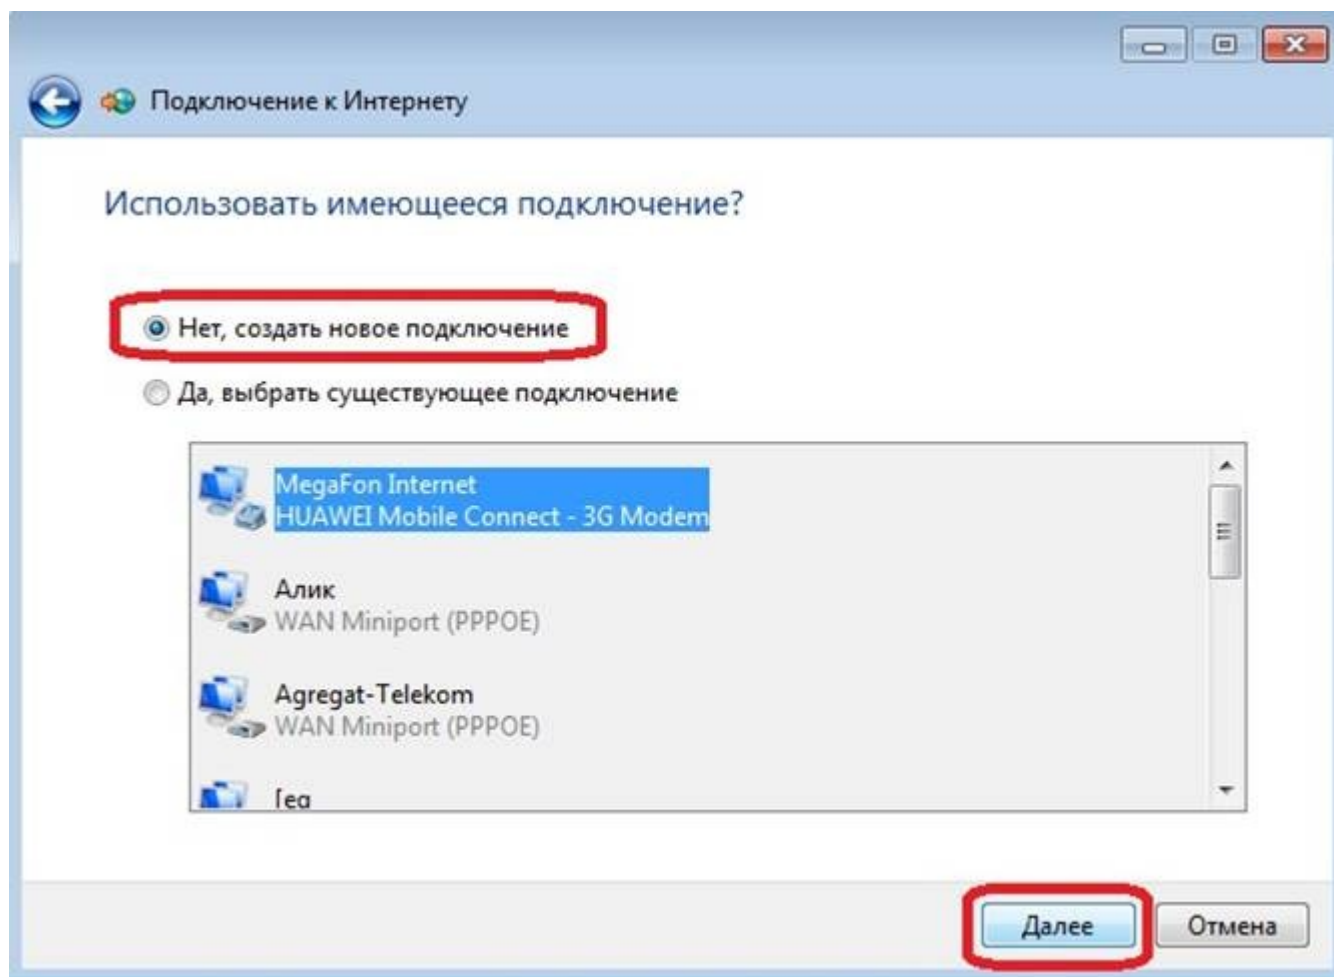 Подключение к Интернету
Использовать имеющееся подключение?
Нет, создать новое подключение
Да, выбрать существующее подключение
MegaFon Internet
HUAWEI Mobile Connect - 3G Modem
Алик
WAN Miniport (PPPOE)
Agregat-Telekom
WAN Miniport (PPPOE)
Далее
Отмена